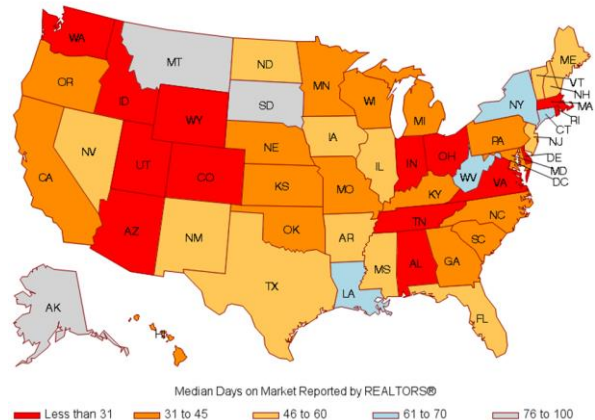 WA
MT
ND
MN
ME
VT
NH
MA
RI
CT
NJ
DE
MD
DC
OR
ID
WY
SD
WI
MI
NY
PA
NV
UT
CO
NE
IA
IL
IN
OH
WV
VA
CA
KS
MO
KY
NC
AZ
NM
OK
AR
TN
SC
TX
MS
AL
GA
LA
FL
AK
HI
Median Days on Market Reported by REALTORS®
Less than 31 31 to 45 46 to 60 61 to 70 76 to 100